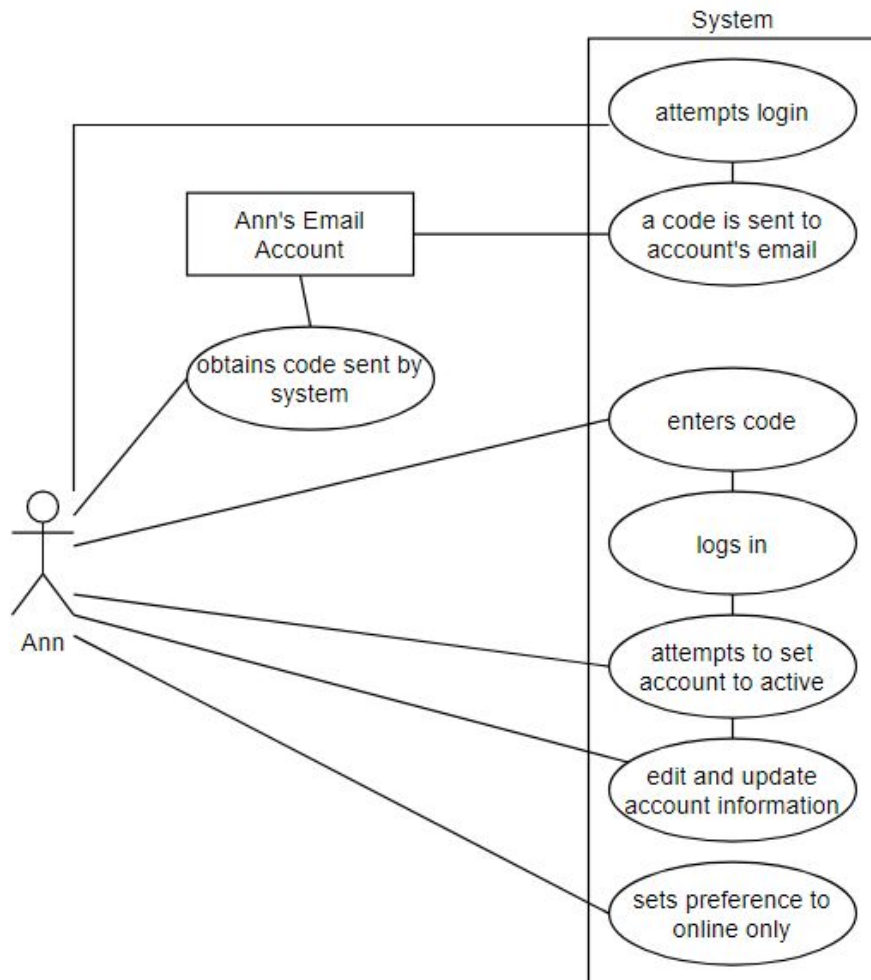 System
attempts login
Ann's Email
Account
a code is sent to
account's email
obtains code sent by
system
enters code
logs in
Ann
attempts to set
account to active
edit and update
account information
sets preference to
online only